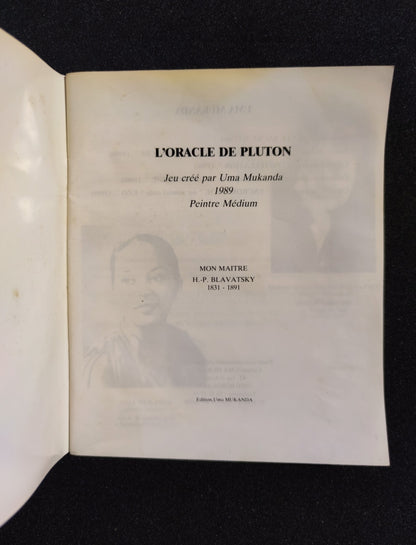 L'ORACLE DE PLUTON
Jeu créé par Uma Mukanda
1989
Peintre Médium
MON MAITRE
H.-P. BLAVATSKY
1831 - 1891
Edition Uma MUKANDA